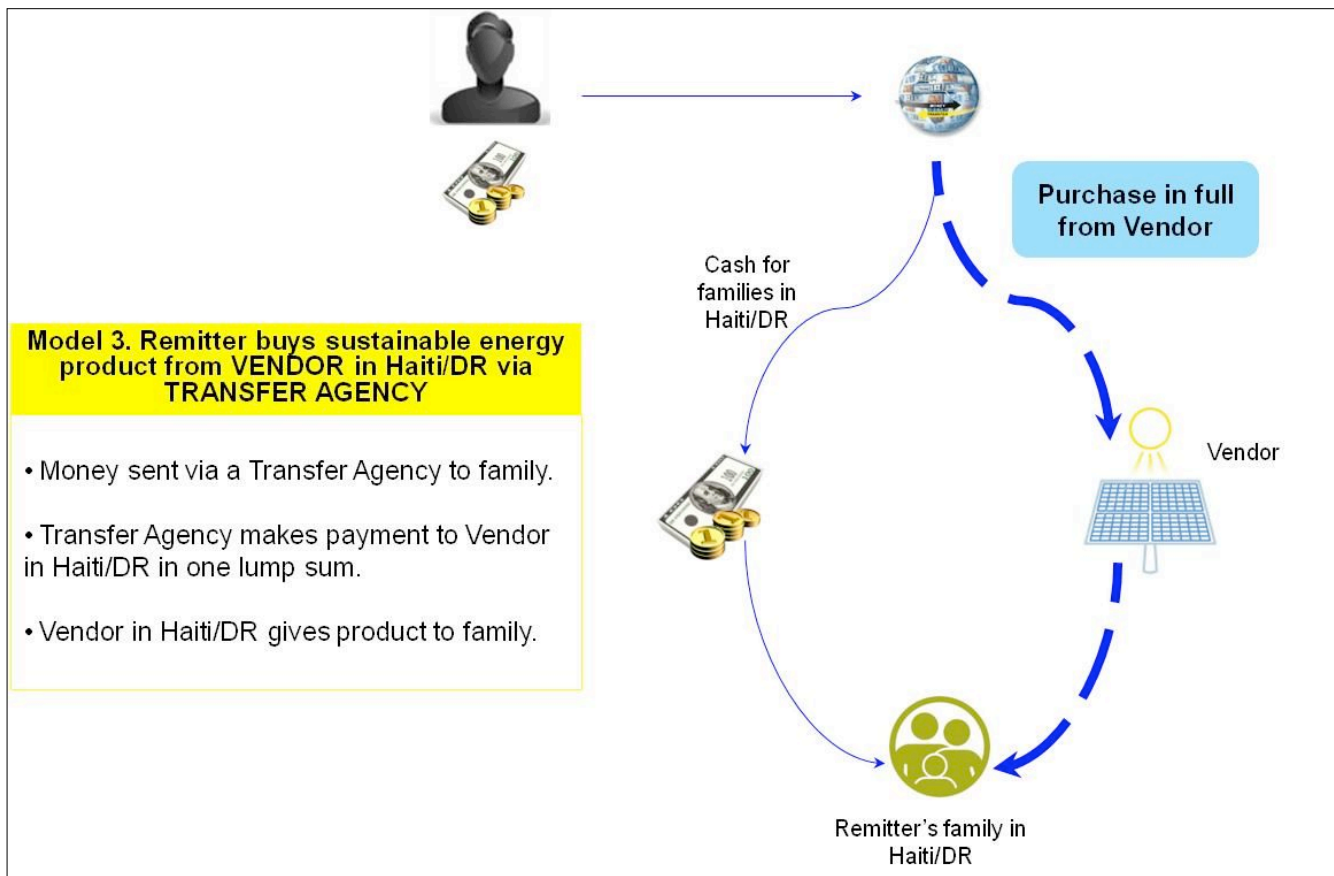 Purchase in full
from Vendor
Cash for
families in
Haiti/DR
Model 3. Remitter buys sustainable energy
product from VENDOR in Haiti/DR via
TRANSFER AGENCY
• Money sent via a Transfer Agency to family.
• Transfer Agency makes payment to Vendor
in Haiti/DR in one lump sum.
• Vendor in Haiti/DR gives product to family.
Vendor
Remitter’s family in
Haiti/DR
MONEY
TRANSFER
100